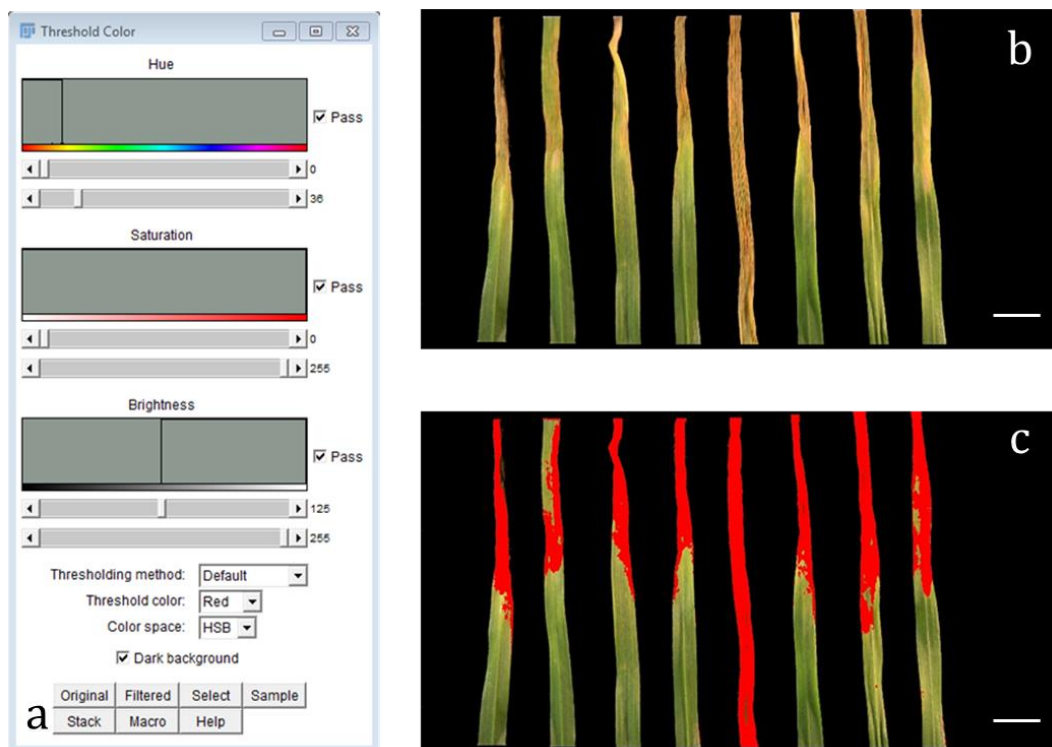 Threshold Color
Hue
Pass
0
36
Saturation
Pass
0
255
Brightness
Pass
125
255
Thresholding method: Default
Threshold color: Red
Color space: HSB
Dark background
Original Filtered Select Sample
Stack Macro Help
a
b
c